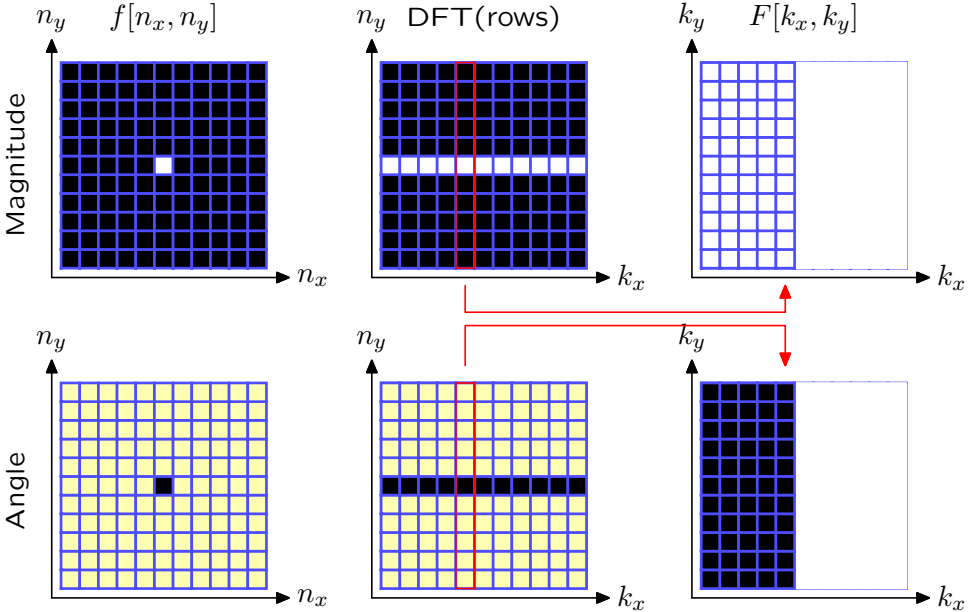 n_y f[n_x, n_y] n_y DFT(rows) k_y F[k_x, k_y]
Magnitude
n_x k_x k_x
n_y n_y k_y
Angle
n_x k_x k_x